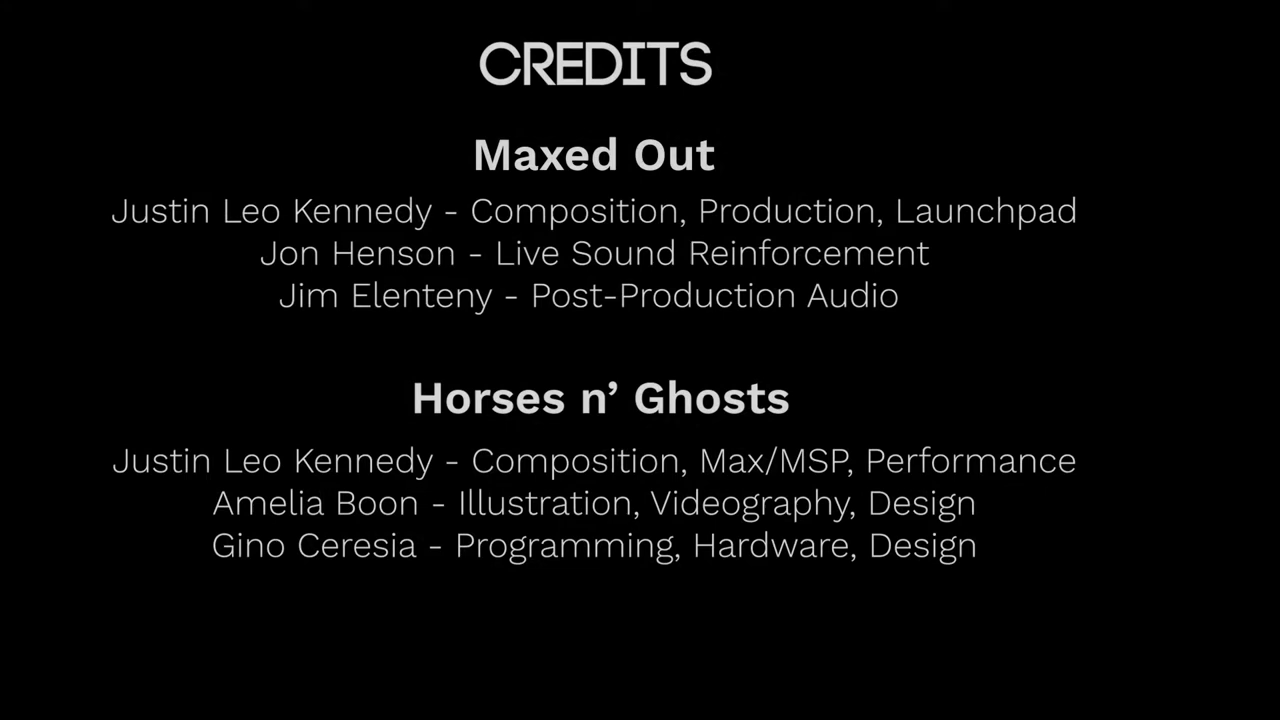 CREDITS
Maxed Out
Justin Leo Kennedy - Composition, Production, Launchpad
Jon Henson - Live Sound Reinforcement
Jim Elenteny - Post-Production Audio
Horses n’ Ghosts
Justin Leo Kennedy - Composition, Max/MSP, Performance
Amelia Boon - Illustration, Videography, Design
Gino Ceresia - Programming, Hardware, Design